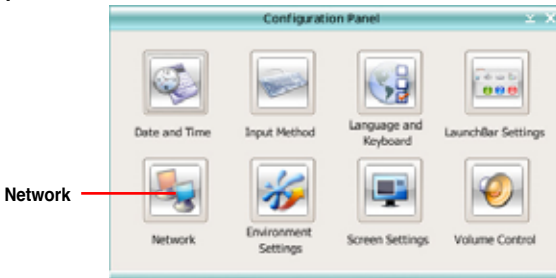 Configuration Panel
Date and Time
Input Method
Language and
Keyboard
LaunchBar Settings
Network
Network
Environment
Settings
Screen Settings
Volume Control